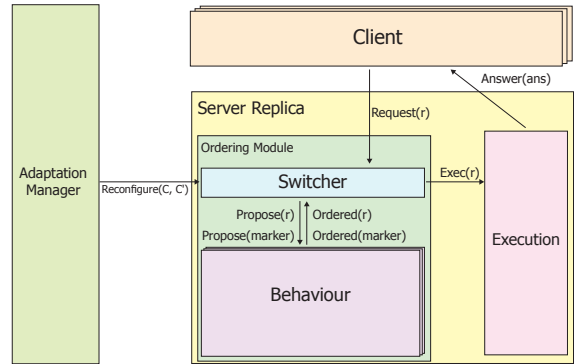 Client
Answer(ans)
Server Replica
Request(r)
Ordering Module
Adaptation
Manager
Reconfigure(C, C')
Switcher
Exec(r)
Propose(r)
Ordered(r)
Propose(marker)
Ordered(marker)
Execution
Behaviour